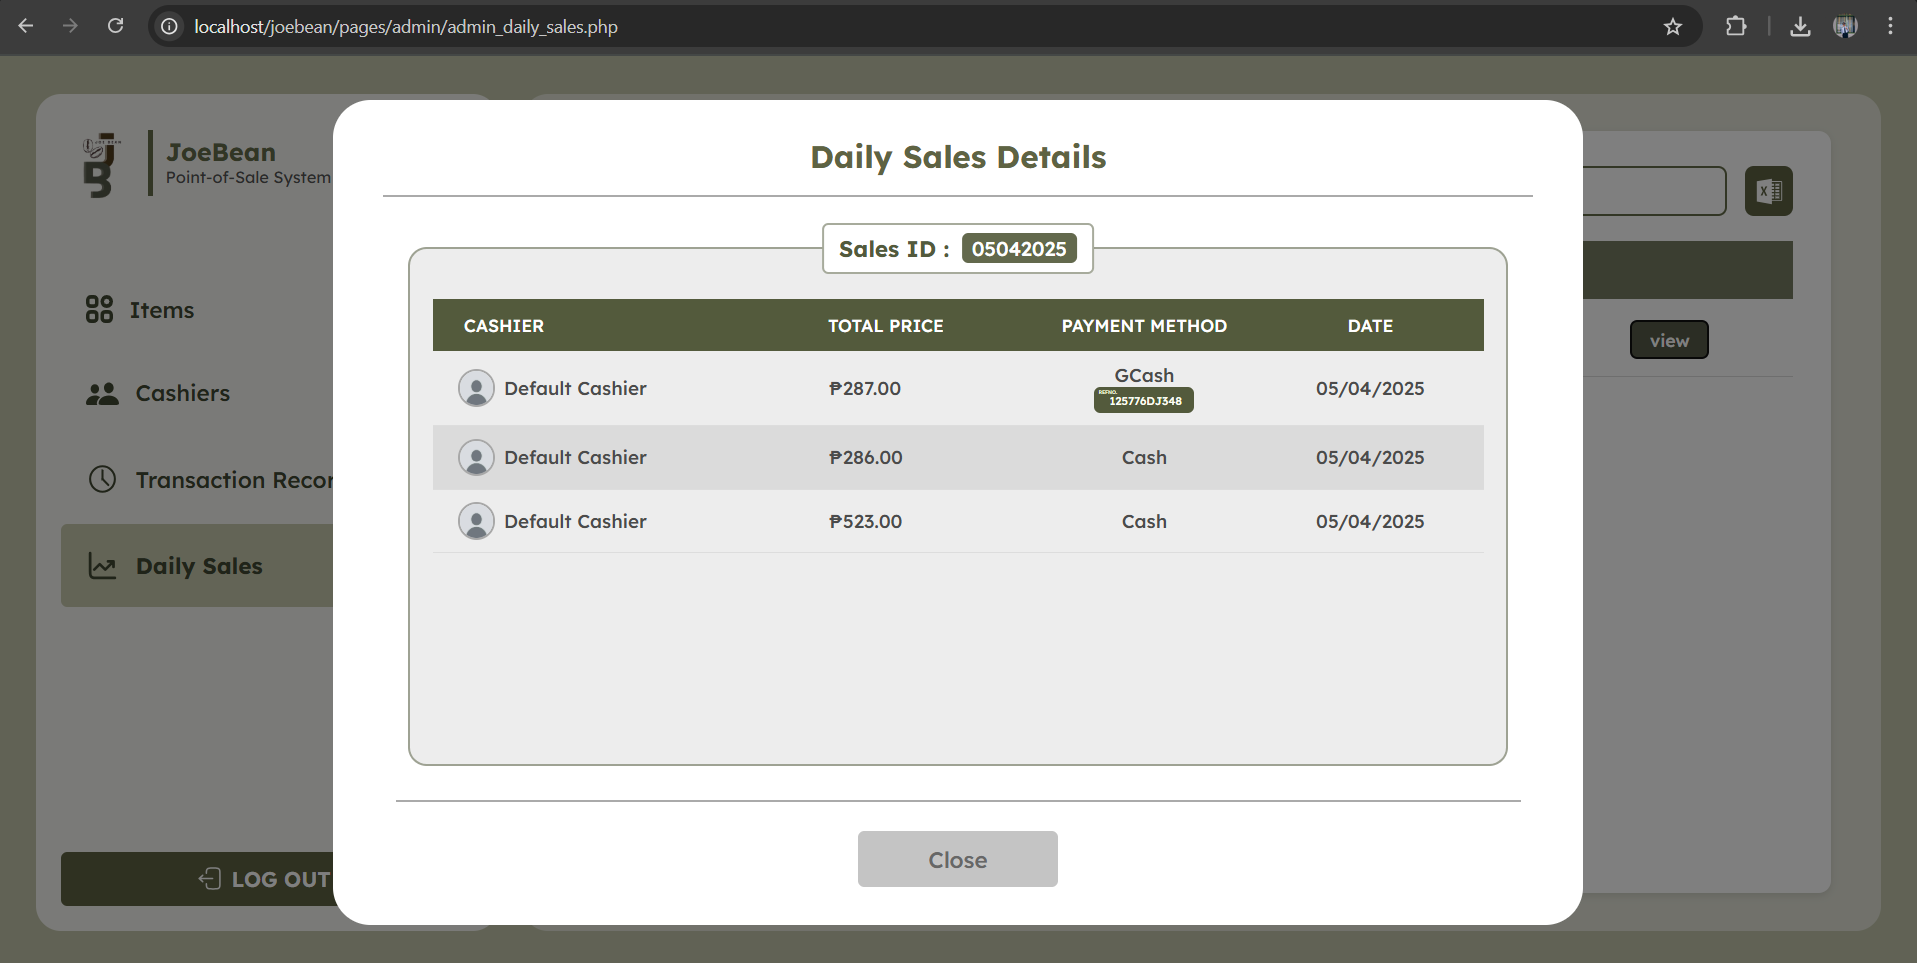 localhost/joebean/pages/admin/admin_daily_sales.php
JoeBean
Point-of-Sale System
Items
Cashiers
Transaction Recor
Daily Sales
LOG OUT
Daily Sales Details
Sales ID : 05042025
CASHIER TOTAL PRICE PAYMENT METHOD DATE
Default Cashier ₱287.00 GCash 05/04/2025
REFNO.
125776DJ348
Default Cashier ₱286.00 Cash 05/04/2025
Default Cashier ₱523.00 Cash 05/04/2025
Close
view